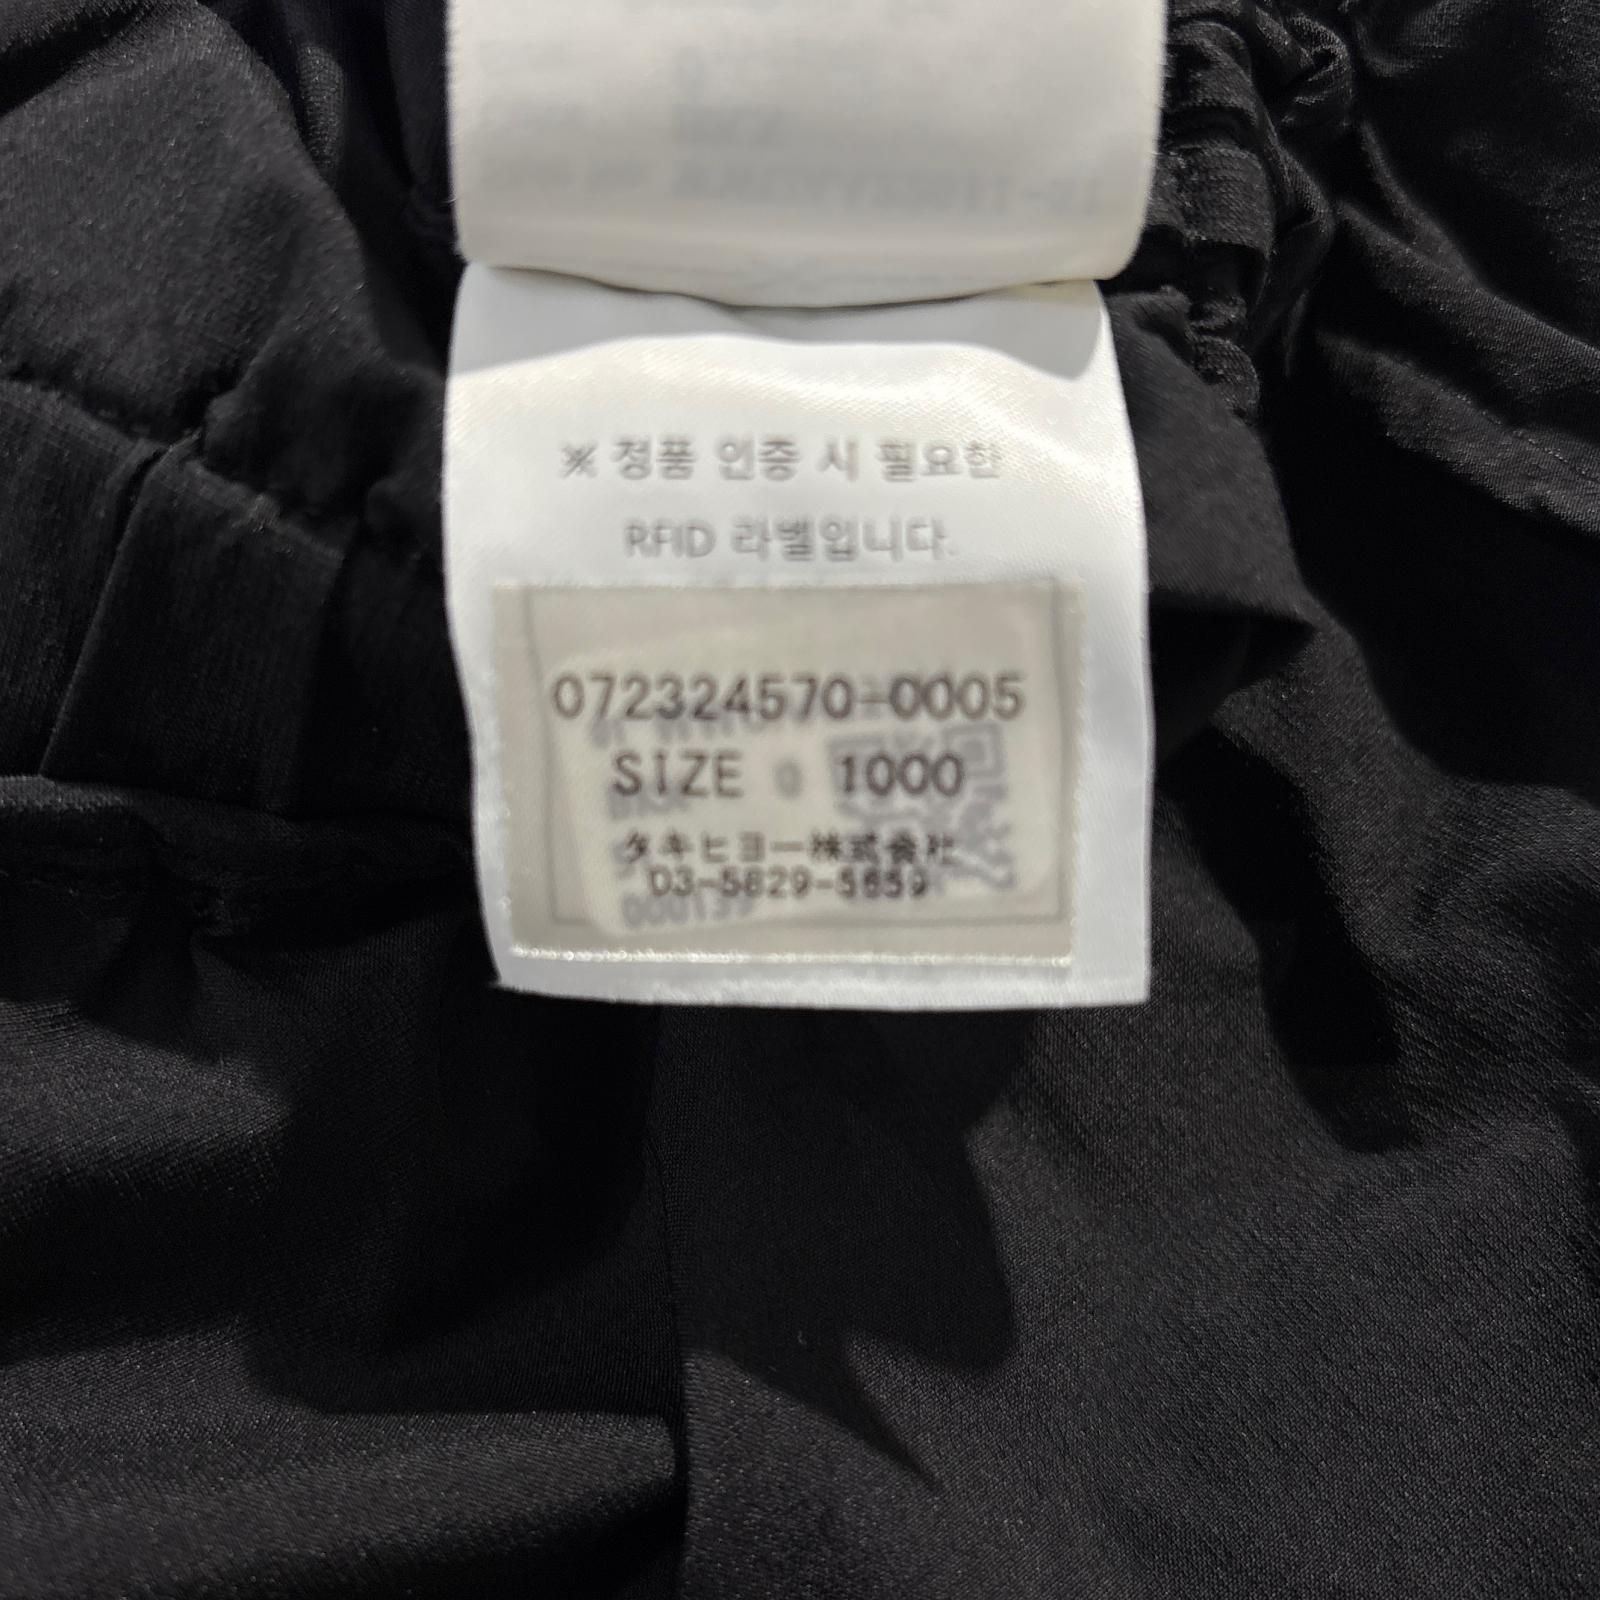 ※ 정품 인증 시 필요한
RFID 라벨입니다.
072324570-0005
SIZE 1000
タキヒヨー株式会社
03-5829-5659
000139